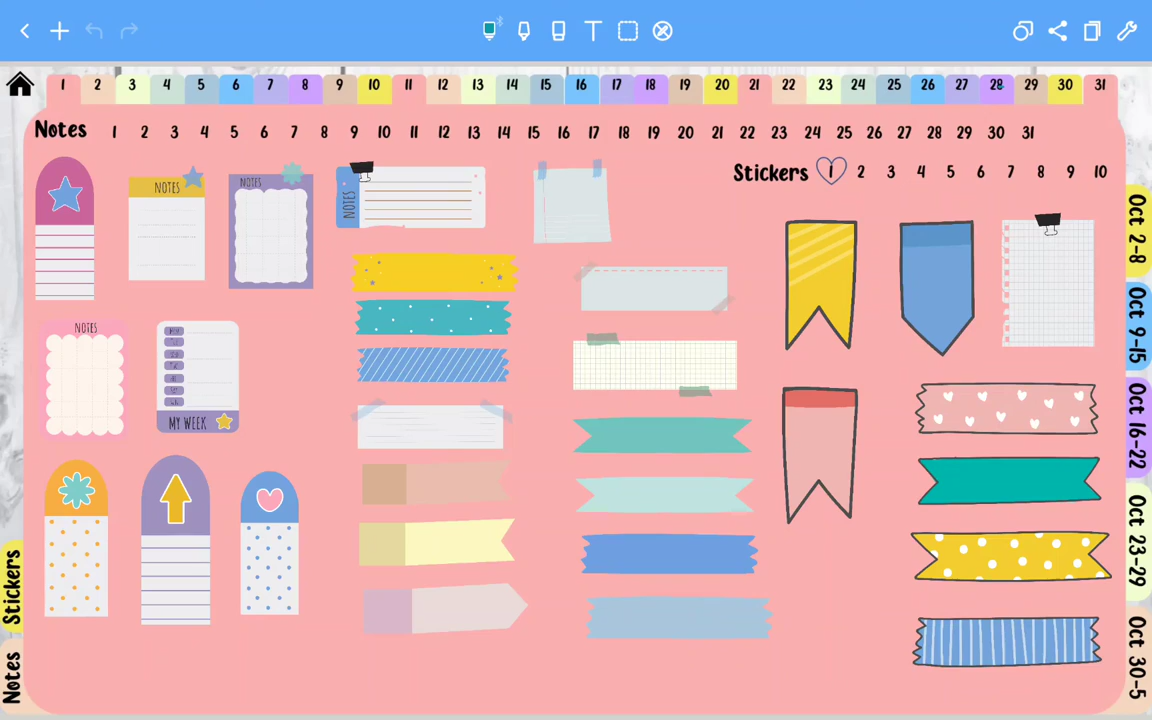 1 2 3 4 5 6 7 8 9 10 11 12 13 14 15 16 17 18 19 20 21 22 23 24 25 26 27 28 29 30 31
Notes 1 2 3 4 5 6 7 8 9 10 11 12 13 14 15 16 17 18 19 20 21 22 23 24 25 26 27 28 29 30 31
Stickers 1 2 3 4 5 6 7 8 9 10
NOTES
NOTES
NOTES
NOTES
MY WEEK
Oct 2-8
Oct 9-15
Oct 16-22
Oct 23-29
Oct 30-5
Stickers
Notes